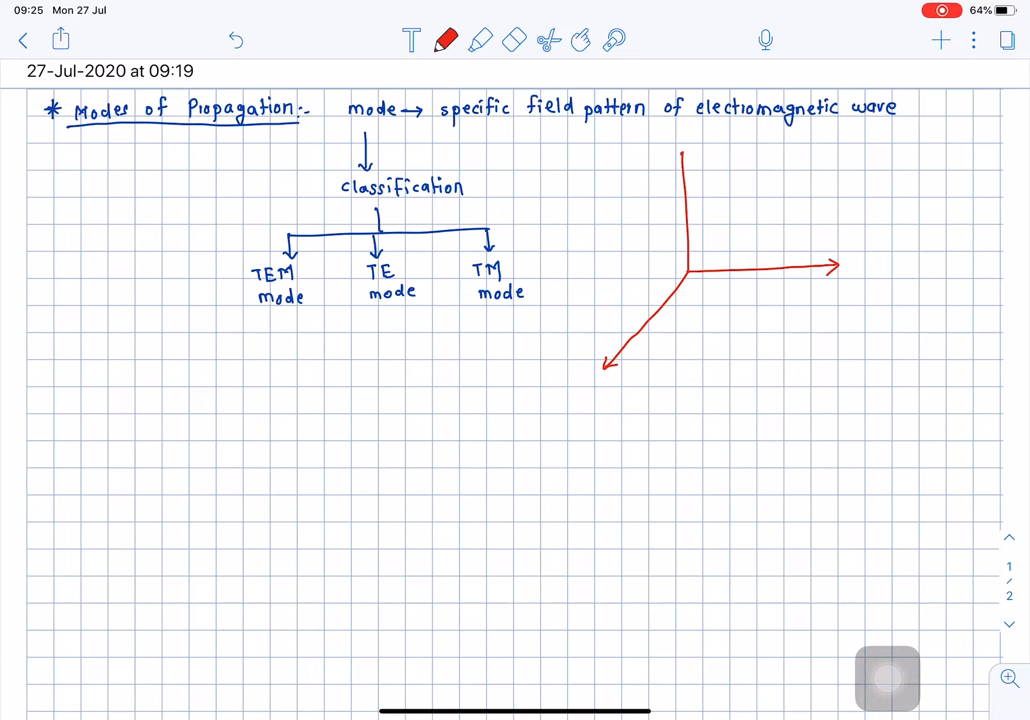 09:25 Mon 27 Jul 64%
27-Jul-2020 at 09:19
* Modes of Propagation:- mode → specific field pattern of electromagnetic wave
classification
TEM mode
TE mode
TM mode
1
2